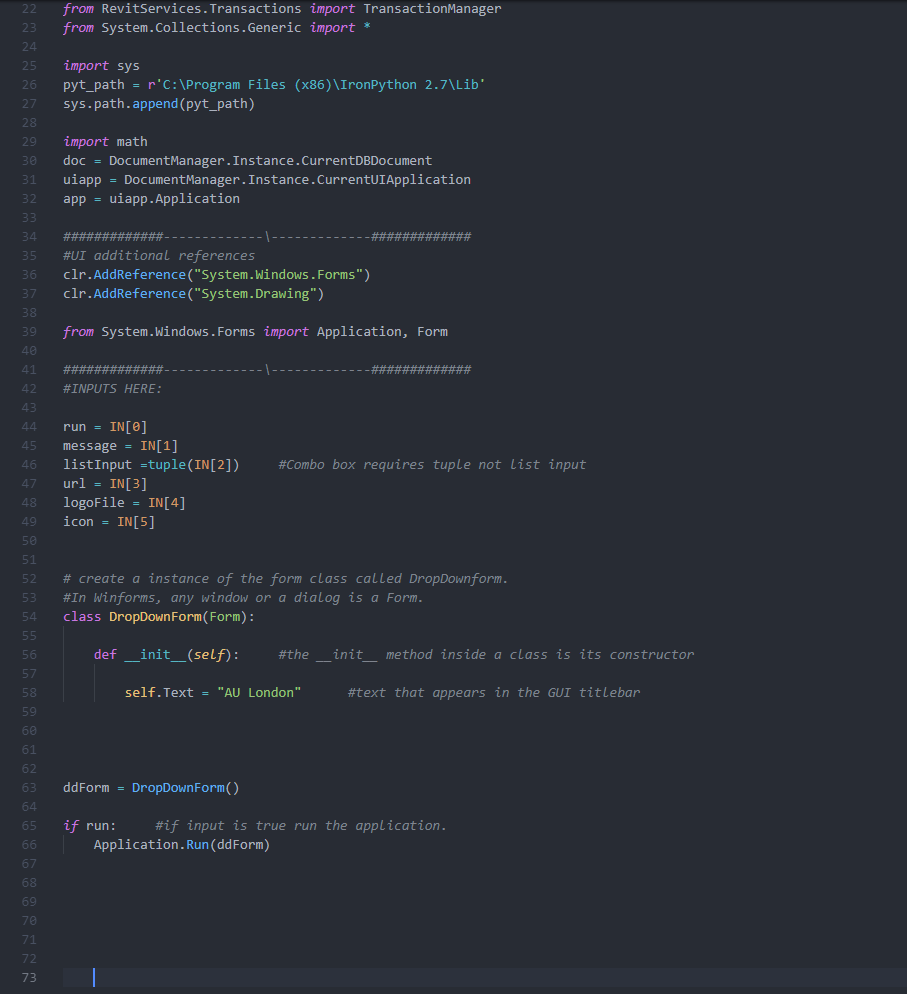 22 from RevitServices.Transactions import TransactionManager
23 from System.Collections.Generic import *
24
25 import sys
26 pyt_path = r'C:\Program Files (x86)\IronPython 2.7\Lib'
27 sys.path.append(pyt_path)
28
29 import math
30 doc = DocumentManager.Instance.CurrentDBDocument
31 uiapp = DocumentManager.Instance.CurrentUIApplication
32 app = uiapp.Application
33
34 #############-------------\-------------#############
35 #UI additional references
36 clr.AddReference("System.Windows.Forms")
37 clr.AddReference("System.Drawing")
38
39 from System.Windows.Forms import Application, Form
40
41 #############-------------\-------------#############
42 #INPUTS HERE:
43
44 run = IN[0]
45 message = IN[1]
46 listInput =tuple(IN[2])     #Combo box requires tuple not list input
47 url = IN[3]
48 logoFile = IN[4]
49 icon = IN[5]
50
51
52 # create a instance of the form class called DropDownform.
53 #In Winforms, any window or a dialog is a Form.
54 class DropDownForm(Form):
55
56     def __init__(self):     #the __init__ method inside a class is its constructor
57
58         self.Text = "AU London"      #text that appears in the GUI titlebar
59
60
61
62
63 ddForm = DropDownForm()
64
65 if run:     #if input is true run the application.
66     Application.Run(ddForm)
67
68
69
70
71
72
73